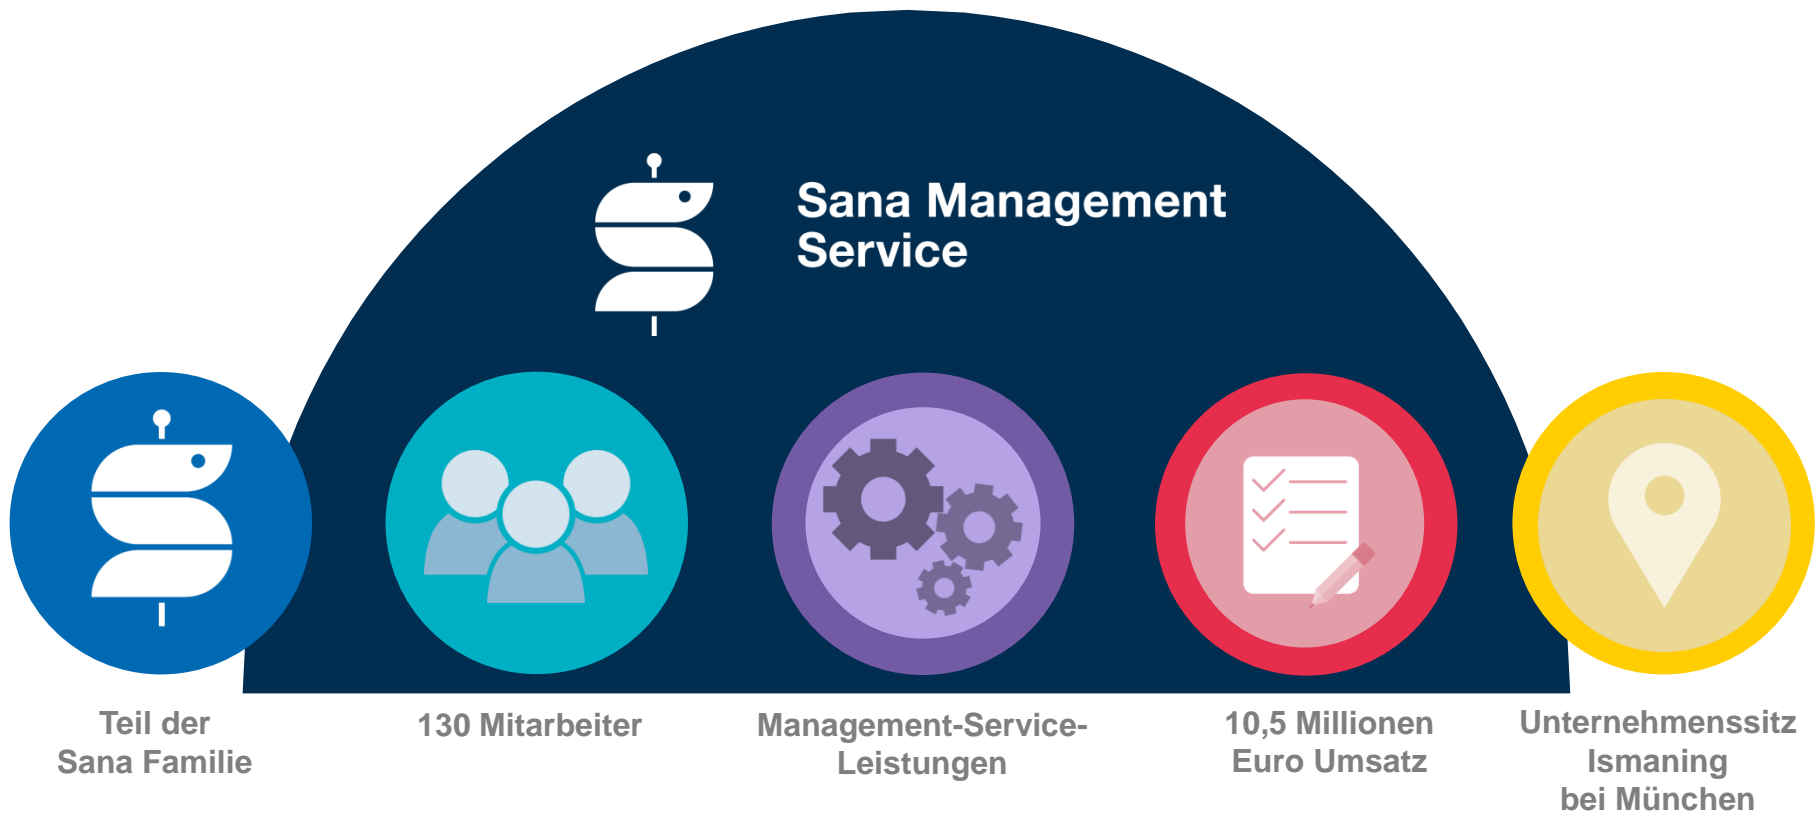 Sana Management
Service
Teil der
Sana Familie
130 Mitarbeiter
Management-Service-
Leistungen
10,5 Millionen
Euro Umsatz
Unternehmenssitz
Ismaning
bei München